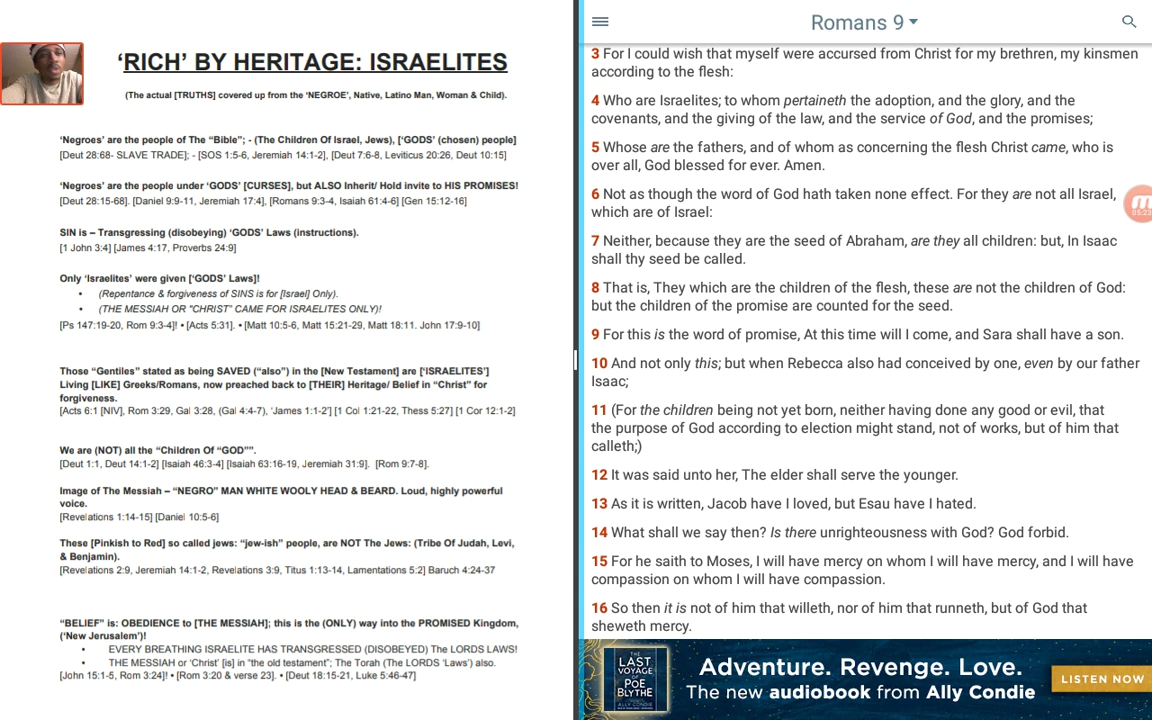 'RICH' BY HERITAGE: ISRAELITES
(The actual [TRUTHS] covered up from the 'NEGROE', Native, Latino Man, Woman & Child).
'Negroes' are the people of The "Bible"; - (The Children Of Israel, Jews), ['GODS' (chosen) people]
[Deut 28:68- SLAVE TRADE]; - [SOS 1:5-6, Jeremiah 14:1-2], [Deut 7:6-8, Leviticus 20:26, Deut 10:15]
'Negroes' are the people under 'GODS' [CURSES], but ALSO Inherit/ Hold invite to HIS PROMISES!
[Deut 28:15-68]. [Daniel 9:9-11, Jeremiah 17:4], [Romans 9:3-4, Isaiah 61:4-6] [Gen 15:12-16]
SIN is – Transgressing (disobeying) 'GODS' Laws (instructions).
[1 John 3:4] [James 4:17, Proverbs 24:9]
Only 'Israelites' were given ['GODS' Laws]!
• (Repentance & forgiveness of SINS is for [Israel] Only).
• (THE MESSIAH OR "CHRIST" CAME FOR ISRAELITES ONLY)!
[Ps 147:19-20, Rom 9:3-4]! • [Acts 5:31]. • [Matt 10:5-6, Matt 15:21-29, Matt 18:11. John 17:9-10]
Those "Gentiles" stated as being SAVED ("also") in the [New Testament] are ['ISRAELITES']
Living [LIKE] Greeks/Romans, now preached back to [THEIR] Heritage/ Belief in "Christ" for
forgiveness.
[Acts 6:1 [NIV], Rom 3:29, Gal 3:28, (Gal 4:4-7), 'James 1:1-2'] [1 Col 1:21-22, Thess 5:27] [1 Cor 12:1-2]
We are (NOT) all the "Children Of "GOD"".
[Deut 1:1, Deut 14:1-2] [Isaiah 46:3-4] [Isaiah 63:16-19, Jeremiah 31:9]. [Rom 9:7-8].
Image of The Messiah – "NEGRO" MAN WHITE WOOLY HEAD & BEARD. Loud, highly powerful
voice.
[Revelations 1:14-15] [Daniel 10:5-6]
These [Pinkish to Red] so called jews: "jew-ish" people, are NOT The Jews: (Tribe Of Judah, Levi,
& Benjamin).
[Revelations 2:9, Jeremiah 14:1-2, Revelations 3:9, Titus 1:13-14, Lamentations 5:2] Baruch 4:24-37
"BELIEF" is: OBEDIENCE to [THE MESSIAH]; this is the (ONLY) way into the PROMISED Kingdom,
('New Jerusalem')!
• EVERY BREATHING ISRAELITE HAS TRANSGRESSED (DISOBEYED) The LORDS LAWS!
• THE MESSIAH or 'Christ' [is] in "the old testament"; The Torah (The LORDS 'Laws') also.
[John 15:1-5, Rom 3:24]! • [Rom 3:20 & verse 23]. • [Deut 18:15-21, Luke 5:46-47]
Romans 9
3 For I could wish that myself were accursed from Christ for my brethren, my kinsmen
according to the flesh:
4 Who are Israelites; to whom pertaineth the adoption, and the glory, and the
covenants, and the giving of the law, and the service of God, and the promises;
5 Whose are the fathers, and of whom as concerning the flesh Christ came, who is
over all, God blessed for ever. Amen.
6 Not as though the word of God hath taken none effect. For they are not all Israel,
which are of Israel:
7 Neither, because they are the seed of Abraham, are they all children: but, In Isaac
shall thy seed be called.
8 That is, They which are the children of the flesh, these are not the children of God:
but the children of the promise are counted for the seed.
9 For this is the word of promise, At this time will I come, and Sara shall have a son.
10 And not only this; but when Rebecca also had conceived by one, even by our father
Isaac;
11 (For the children being not yet born, neither having done any good or evil, that
the purpose of God according to election might stand, not of works, but of him that
calleth;)
12 It was said unto her, The elder shall serve the younger.
13 As it is written, Jacob have I loved, but Esau have I hated.
14 What shall we say then? Is there unrighteousness with God? God forbid.
15 For he saith to Moses, I will have mercy on whom I will have mercy, and I will have
compassion on whom I will have compassion.
16 So then it is not of him that willeth, nor of him that runneth, but of God that
sheweth mercy.
THE
LAST
VOYAGE
OF
POE
BLYTHE
ALLY CONDIE
Adventure. Revenge. Love.
The new audiobook from Ally Condie
LISTEN NOW